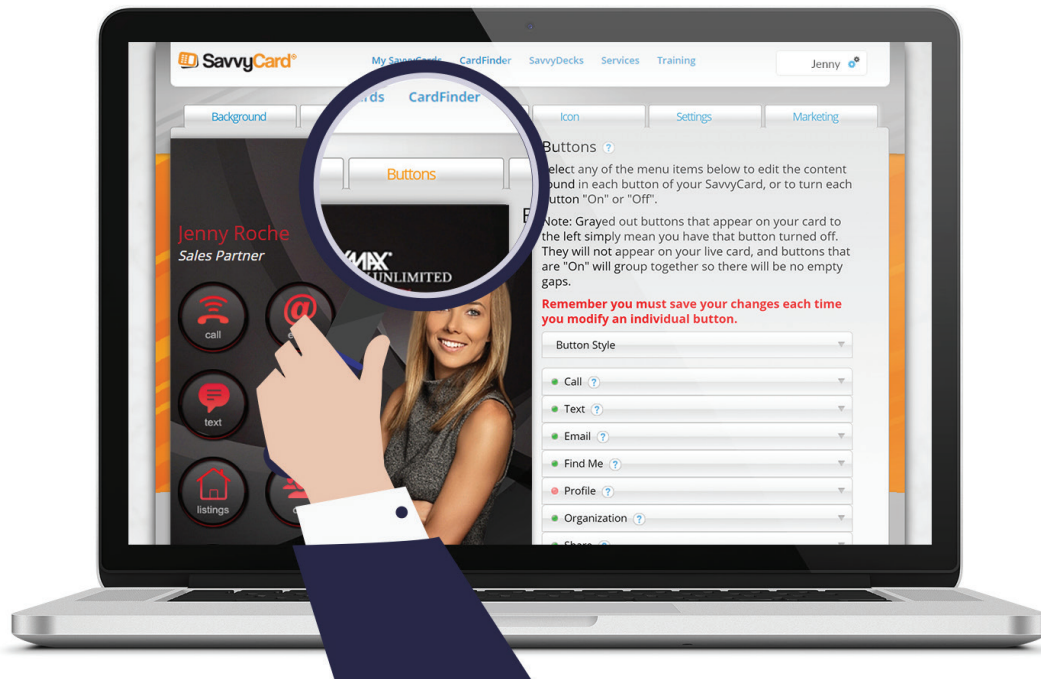 SavvyCard®
My SavvyCards CardFinder SavvyDecks Services Training
Jenny
rds CardFinder
Background
Buttons
Icon
Settings
Marketing
Jenny Roche
Sales Partner
call
text
listings
MAX
UNLIMITED
Buttons ?
Select any of the menu items below to edit the content
found in each button of your SavvyCard, or to turn each
button "On" or "Off".
Note: Grayed out buttons that appear on your card to
the left simply mean you have that button turned off.
They will not appear on your live card, and buttons that
are "On" will group together so there will be no empty
gaps.
Remember you must save your changes each time
you modify an individual button.
Button Style
Call ?
Text ?
Email ?
Find Me ?
Profile ?
Organization ?
Share ?